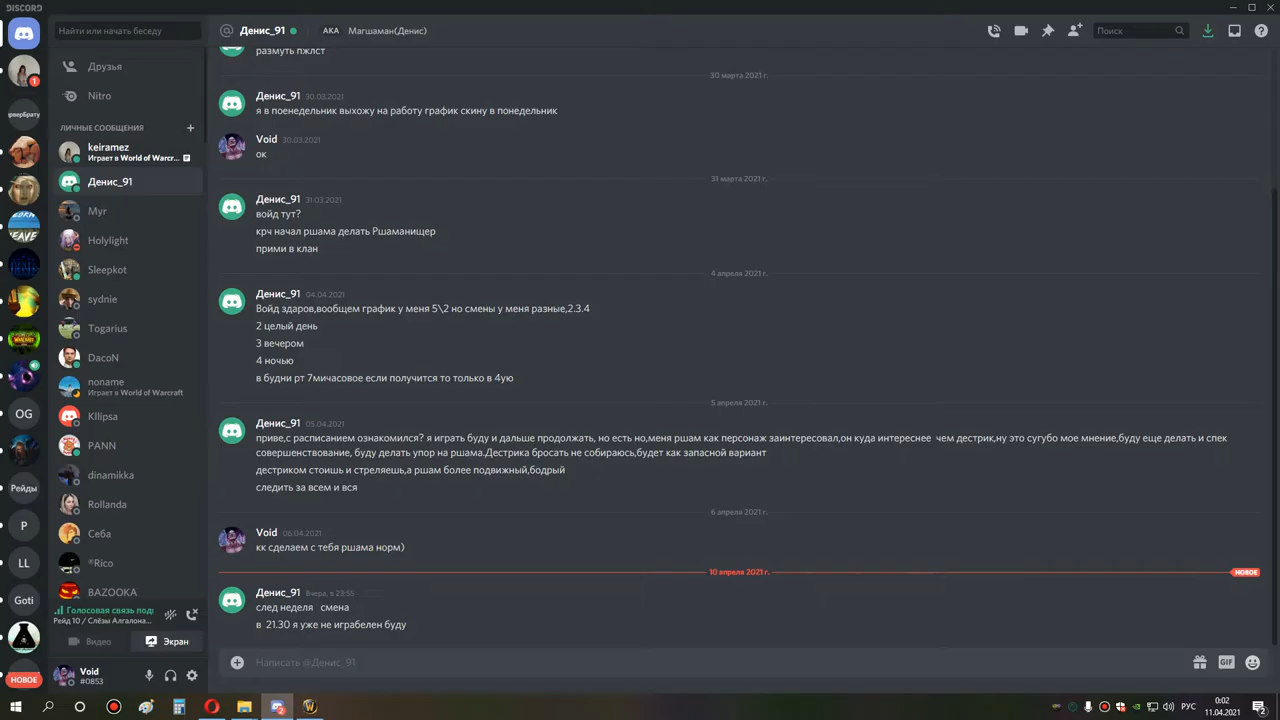 DISCORD
Найти или начать беседу
Денис_91
AKA Магшаман(Денис)
Поиск
1
Друзья
Nitro
ЛИЧНЫЕ СООБЩЕНИЯ
keiramez
Играет в World of Warcr...
Денис_91
Myr
Holylight
Sleepkot
sydnie
Togarius
DacoN
noname
Играет в World of Warcraft
Kllipsa
PANN
dinamikka
Rollanda
Себа
®Rico
BAZOOKA
OG
Рейды
P
LL
Goti
НОВОЕ
Голосовая связь под
Рейд 10 / Слёзы Алгалона...
Видео
Экран
Void
#0853
размуть пжлст
30 марта 2021 г.
Денис_91 30.03.2021
я в поенедельник выхожу на работу график скину в понедельник
Void 30.03.2021
ок
31 марта 2021 г.
Денис_91 31.03.2021
войд тут?
крч начал ршама делать Ршаманищер
прими в клан
4 апреля 2021 г.
Денис_91 04.04.2021
Войд здаров,вообщем график у меня 5\2 но смены у меня разные,2.3.4
2 целый день
3 вечером
4 ночью
в будни рт 7мичасовое если получится то только в 4ую
5 апреля 2021 г.
Денис_91 05.04.2021
приве,с расписанием ознакомился? я играть буду и дальше продолжать, но есть но,меня ршам как персонаж заинтересовал,он куда интереснее чем дестрик,ну это сугубо мое мнение,буду еще делать и спек
совершенствование, буду делать упор на ршама.Дестрика бросать не собираюсь,будет как запасной вариант
дестриком стоишь и стреляешь,а ршам более подвижный,бодрый
следить за всем и вся
6 апреля 2021 г.
Void 06.04.2021
кк сделаем с тебя ршама норм)
10 апреля 2021 г.
НОВОЕ
Денис_91 Вчера, в 23:55
след неделя смена
в 21.30 я уже не играбелен буду
Написать @Денис_91
GIF
РУС
0:02
11.04.2021
2